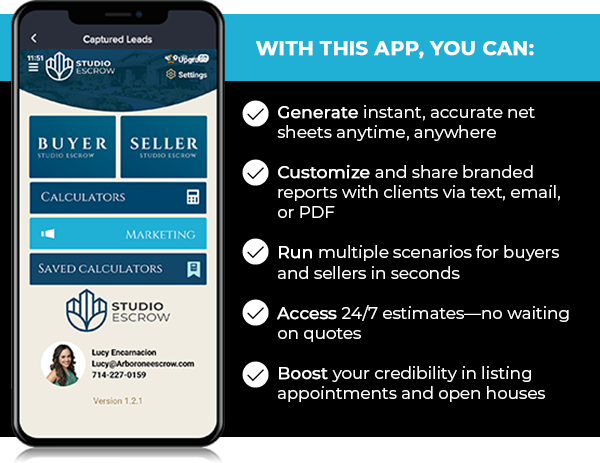 Captured Leads
11:51
STUDIO
ESCROW
Upgrade
Settings
BUYER
STUDIO ESCROW
SELLER
STUDIO ESCROW
CALCULATORS
MARKETING
SAVED CALCULATORS
STUDIO
ESCROW
Lucy Encarnacion
Lucy@Arboroneescrow.com
714-227-0159
Version 1.2.1
WITH THIS APP, YOU CAN:
Generate instant, accurate net
sheets anytime, anywhere
Customize and share branded
reports with clients via text, email,
or PDF
Run multiple scenarios for buyers
and sellers in seconds
Access 24/7 estimates—no waiting
on quotes
Boost your credibility in listing
appointments and open houses